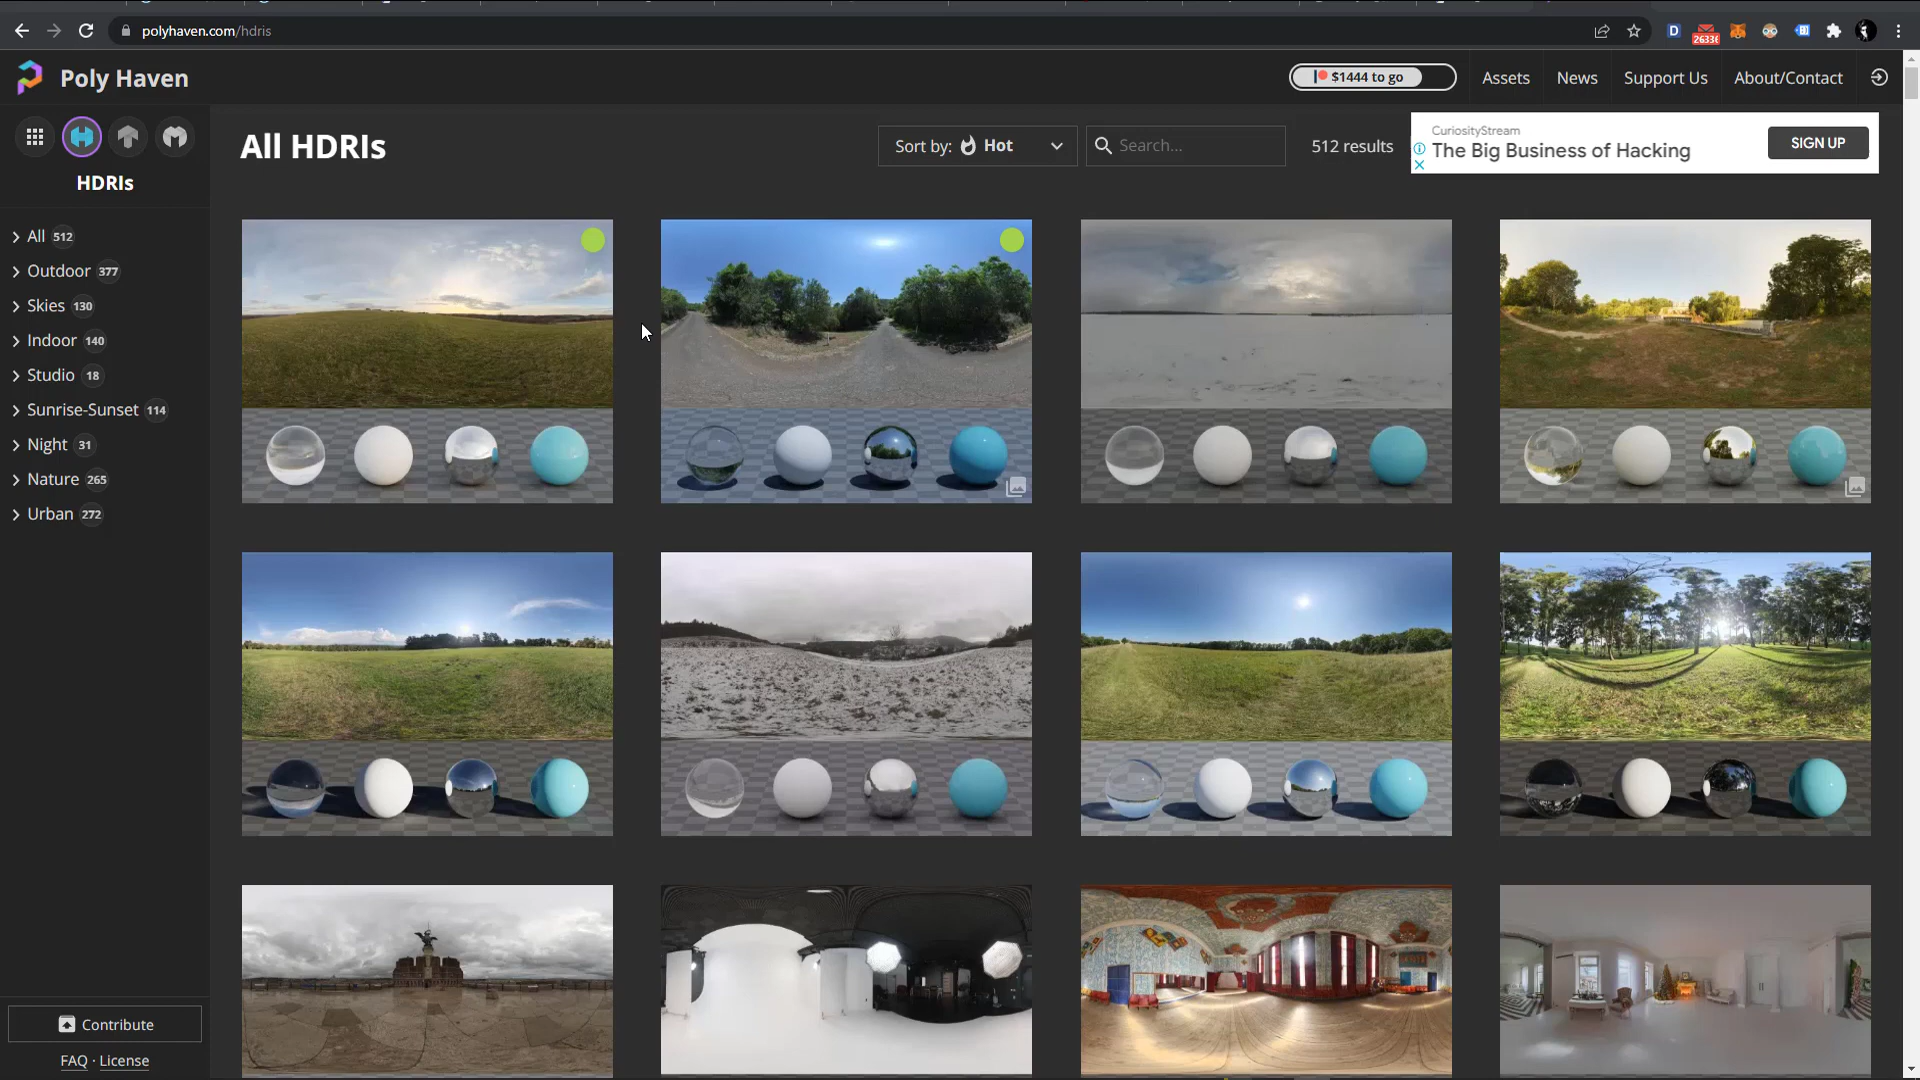 polyhaven.com/hdris
2633
Poly Haven
$1444 to go
Assets
News
Support Us
About/Contact
HDRIs
All 512
Outdoor 377
Skies 130
Indoor 140
Studio 18
Sunrise-Sunset 114
Night 31
Nature 265
Urban 272
All HDRIs
Sort by: Hot
Search...
512 results
CuriosityStream
The Big Business of Hacking
SIGN UP
Contribute
FAQ · License